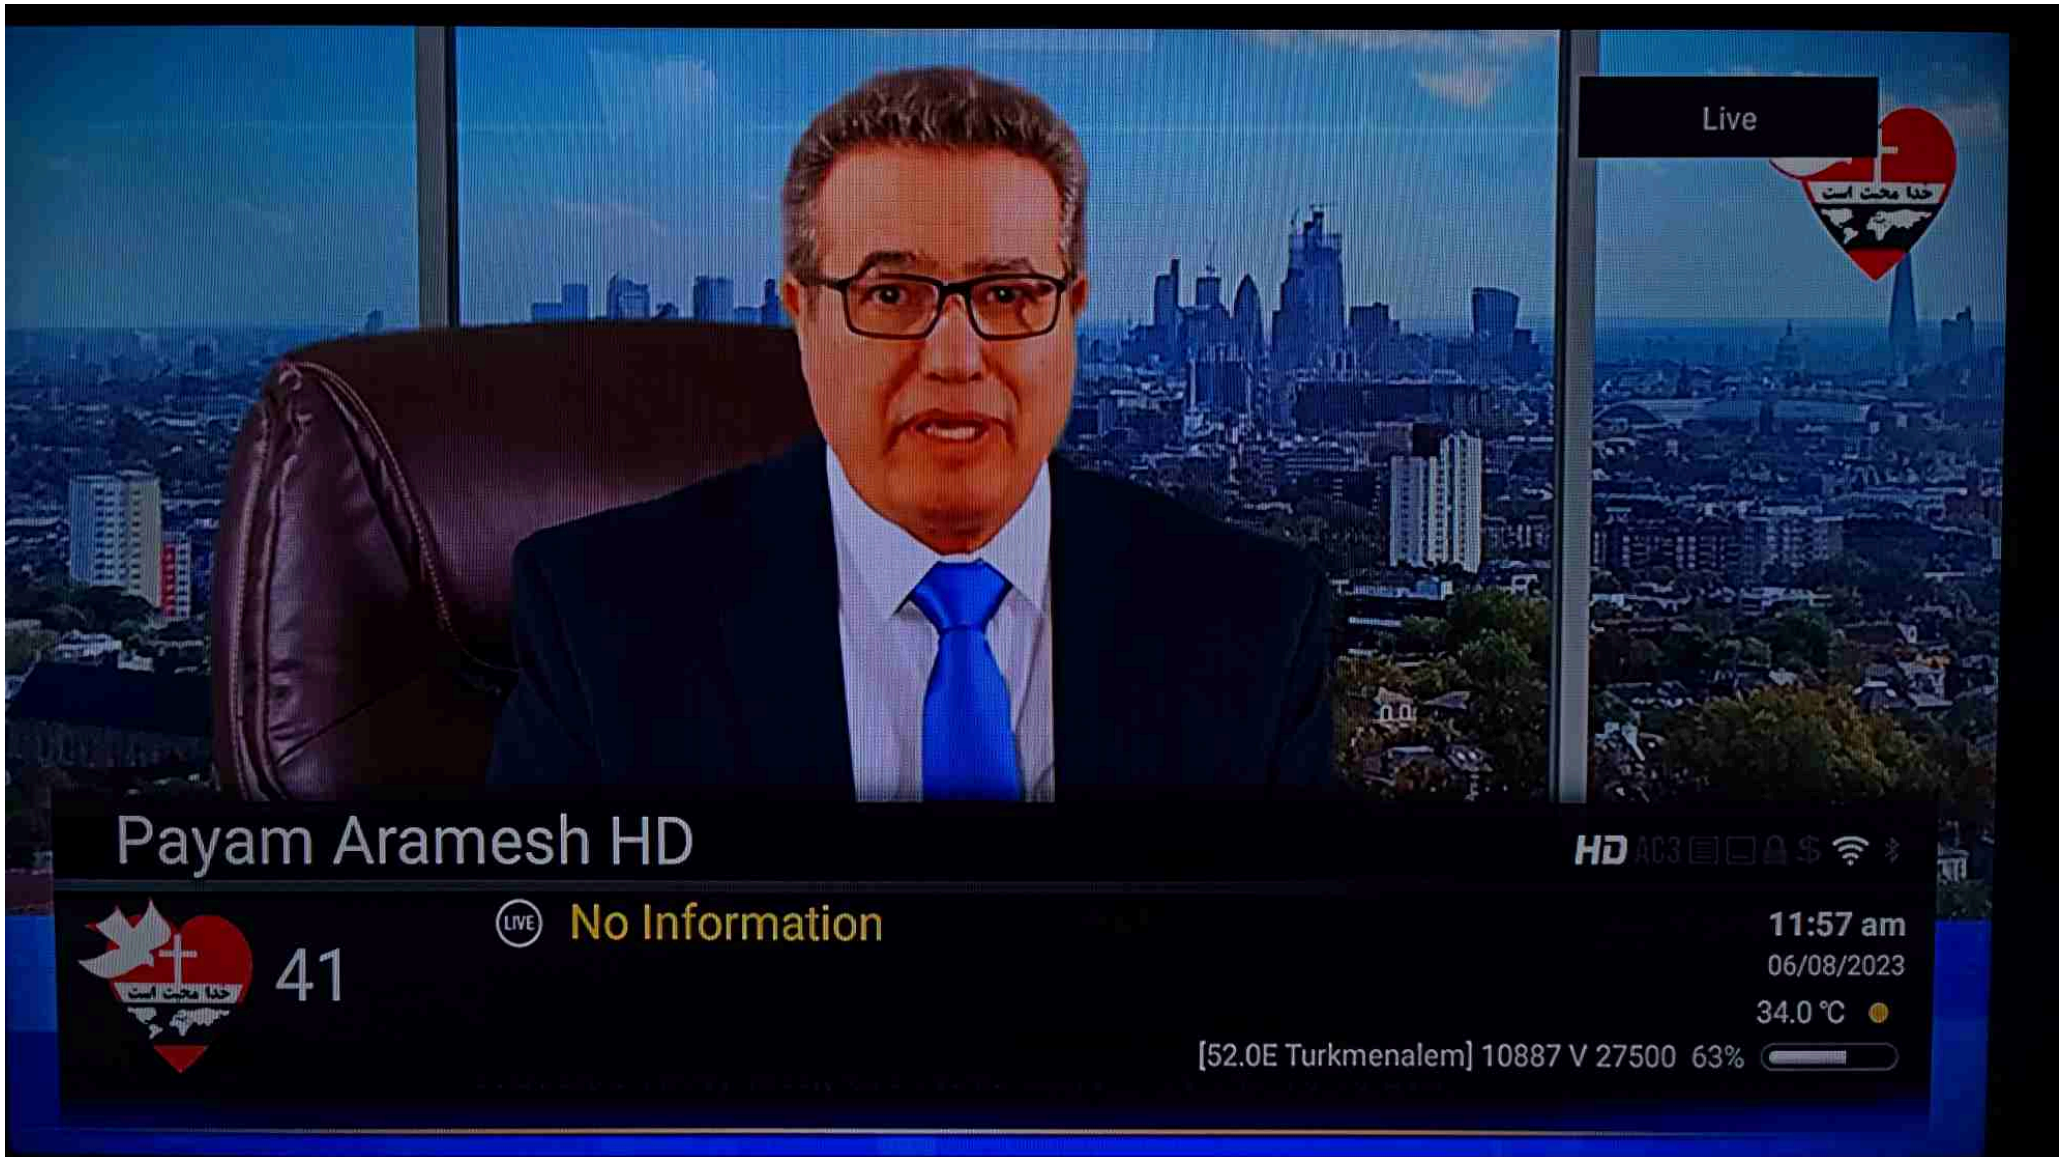 Live
خدا محبت است
Payam Aramesh HD
HD AC3 $
LIVE No Information
11:57 am
خدا محبت است
41
06/08/2023
34.0 °C
[52.0E Turkmenalem] 10887 V 27500 63%